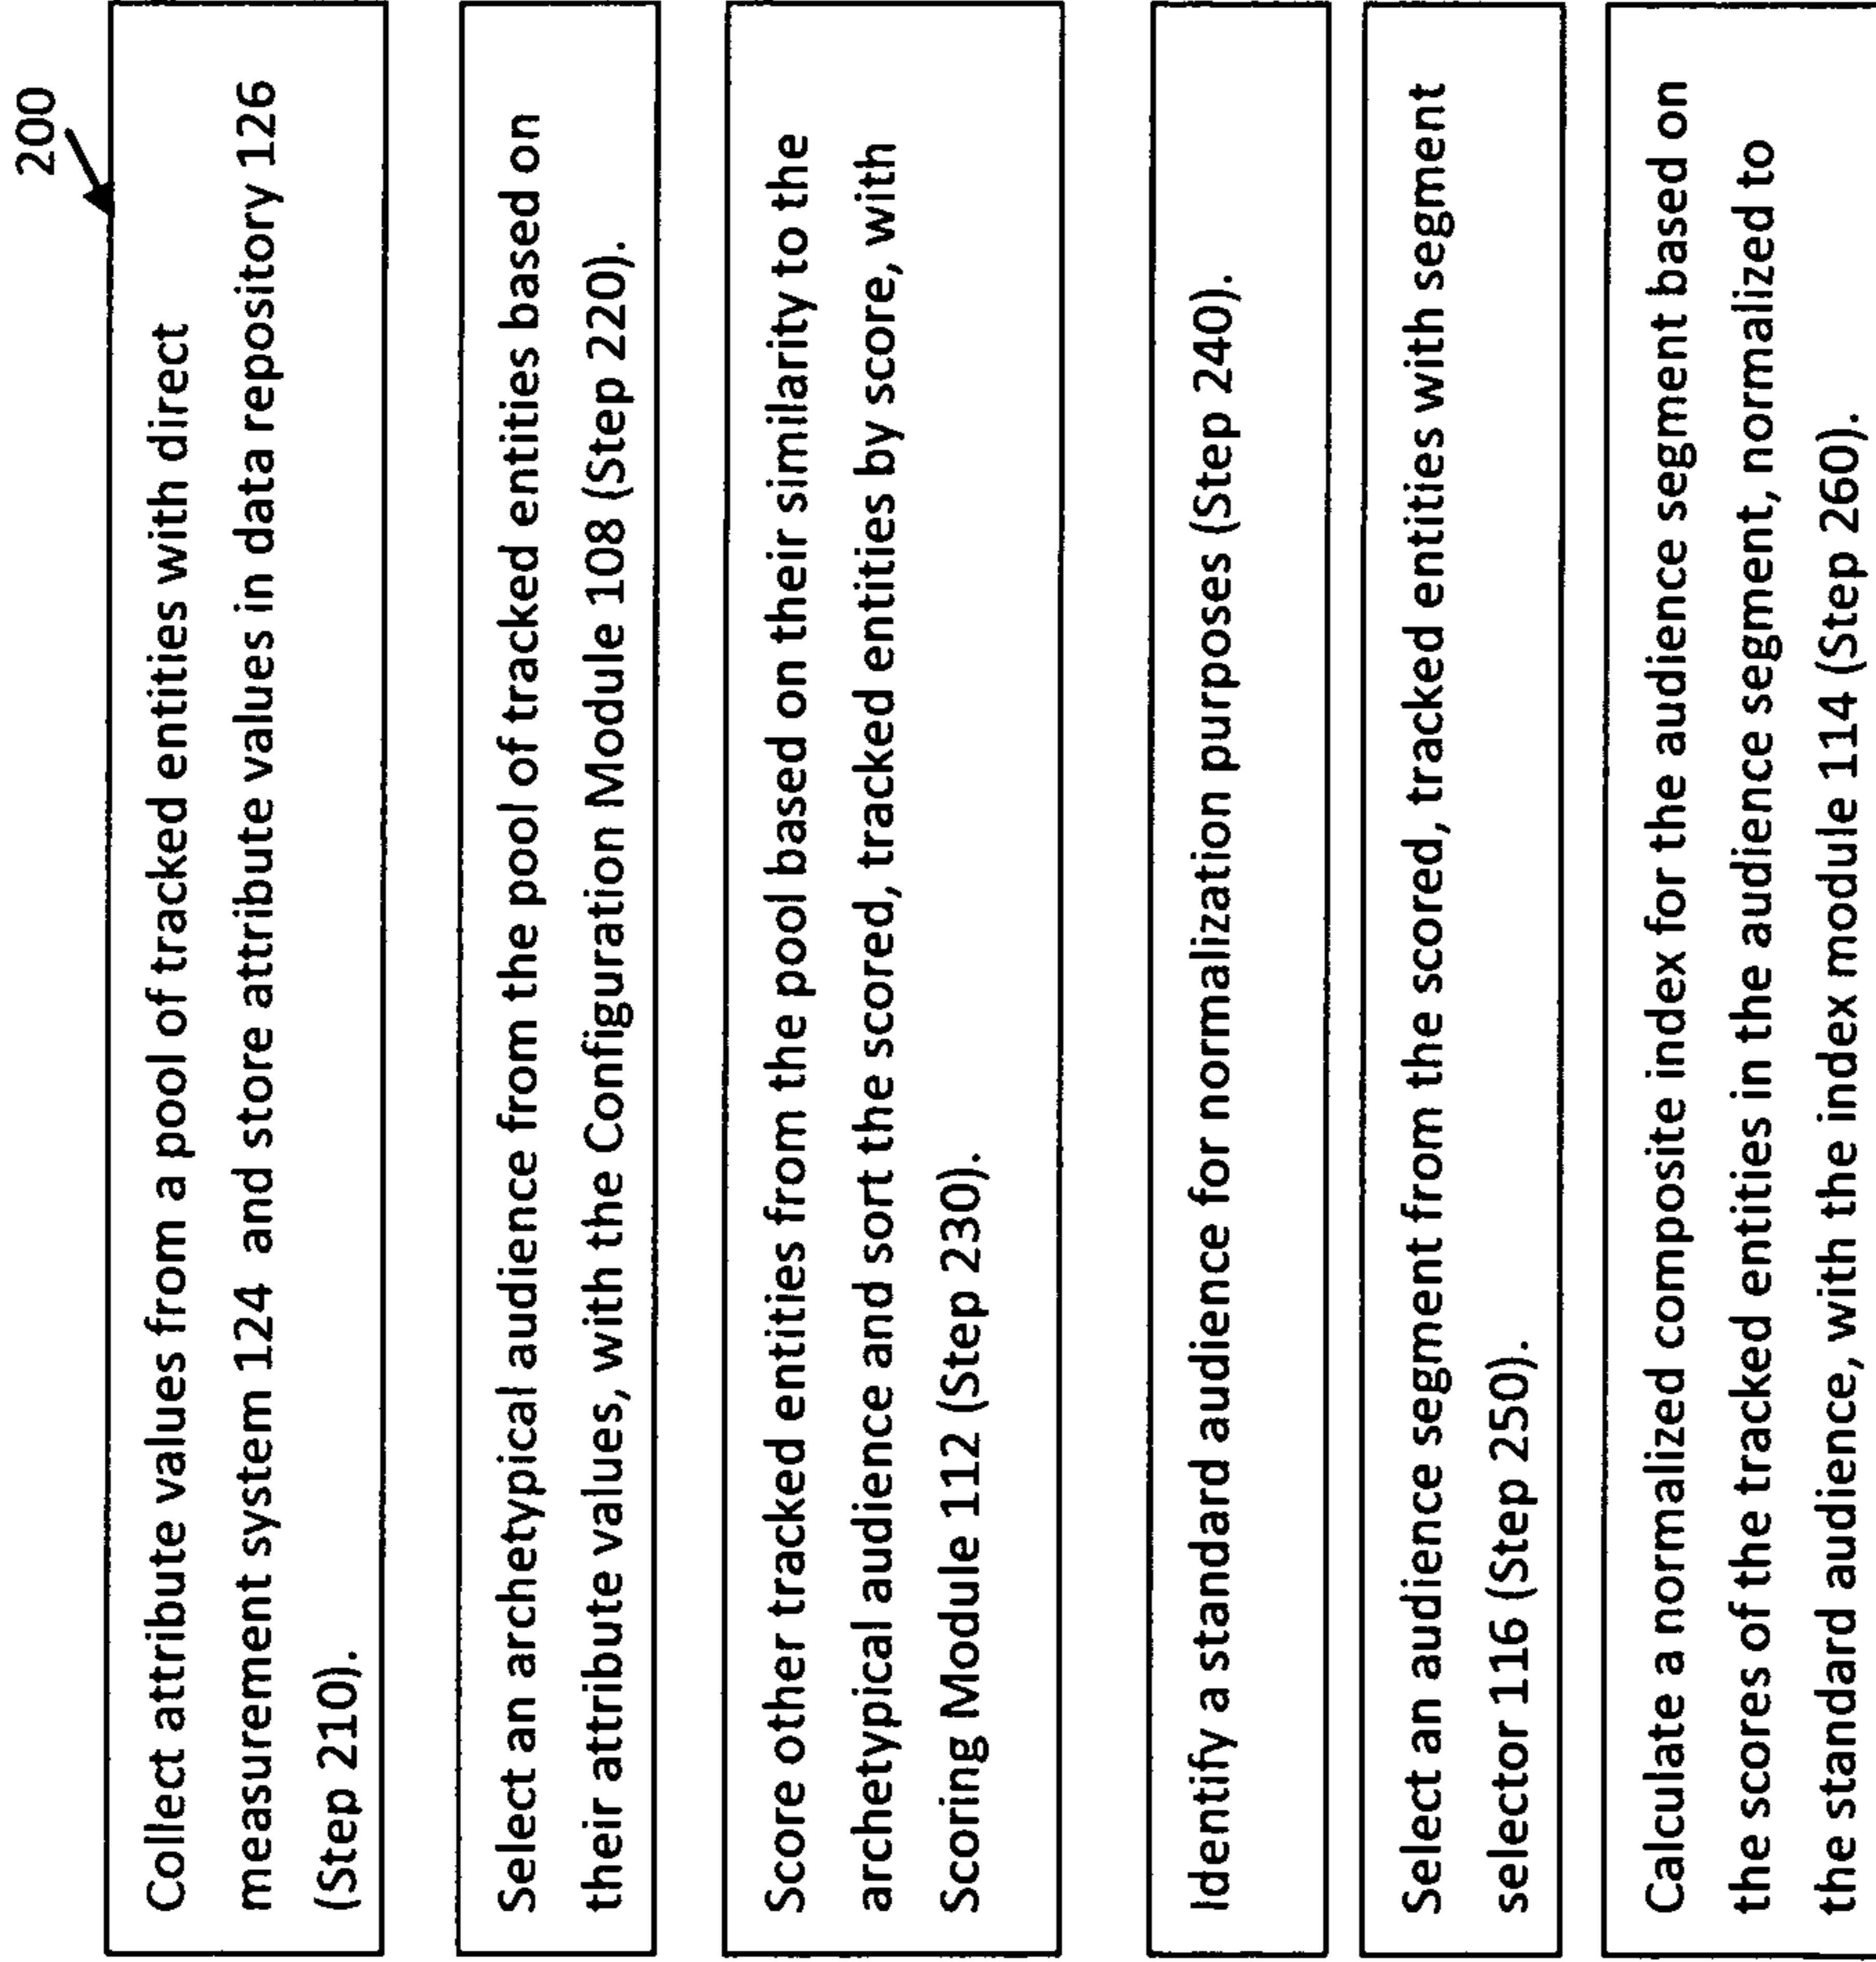 200
Collect attribute values from a pool of tracked entities with direct
measurement system 124 and store attribute values in data repository 126
(Step 210).
Select an archetypical audience from the pool of tracked entities based on
their attribute values, with the Configuration Module 108 (Step 220).
Score other tracked entities from the pool based on their similarity to the
archetypical audience and sort the scored, tracked entities by score, with
Scoring Module 112 (Step 230).
Identify a standard audience for normalization purposes (Step 240).
Select an audience segment from the scored, tracked entities with segment
selector 116 (Step 250).
Calculate a normalized composite index for the audience segment based on
the scores of the tracked entities in the audience segment, normalized to
the standard audience, with the index module 114 (Step 260).